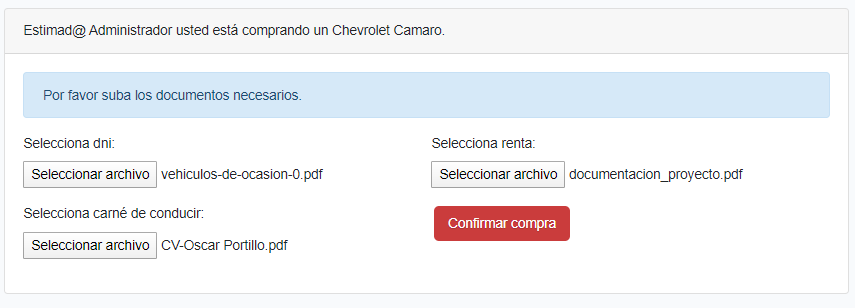 Estimad@ Administrador usted está comprando un Chevrolet Camaro.
Por favor suba los documentos necesarios.
Selecciona dni:
Seleccionar archivo vehiculos-de-ocasion-0.pdf
Selecciona renta:
Seleccionar archivo documentacion_proyecto.pdf
Selecciona carné de conducir:
Seleccionar archivo CV-Oscar Portillo.pdf
Confirmar compra